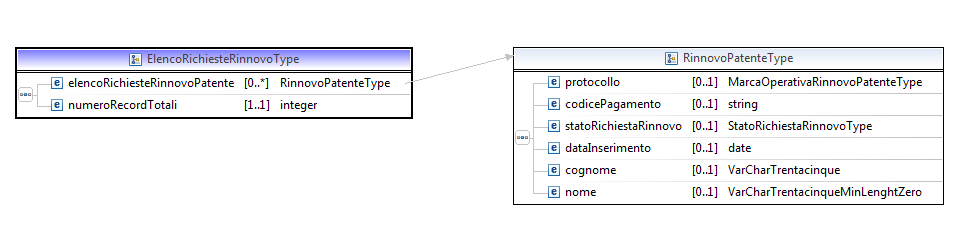 ElencoRichiesteRinnovoType
elencoRichiesteRinnovoPatente [0..*] RinnovoPatenteType
numeroRecordTotali [1..1] integer
RinnovoPatenteType
protocollo [0..1] MarcaOperativaRinnovoPatenteType
codicePagamento [0..1] string
statoRichiestaRinnovo [0..1] StatoRichiestaRinnovoType
dataInserimento [0..1] date
cognome [0..1] VarCharTrentacinque
nome [0..1] VarCharTrentacinqueMinLenghtZero